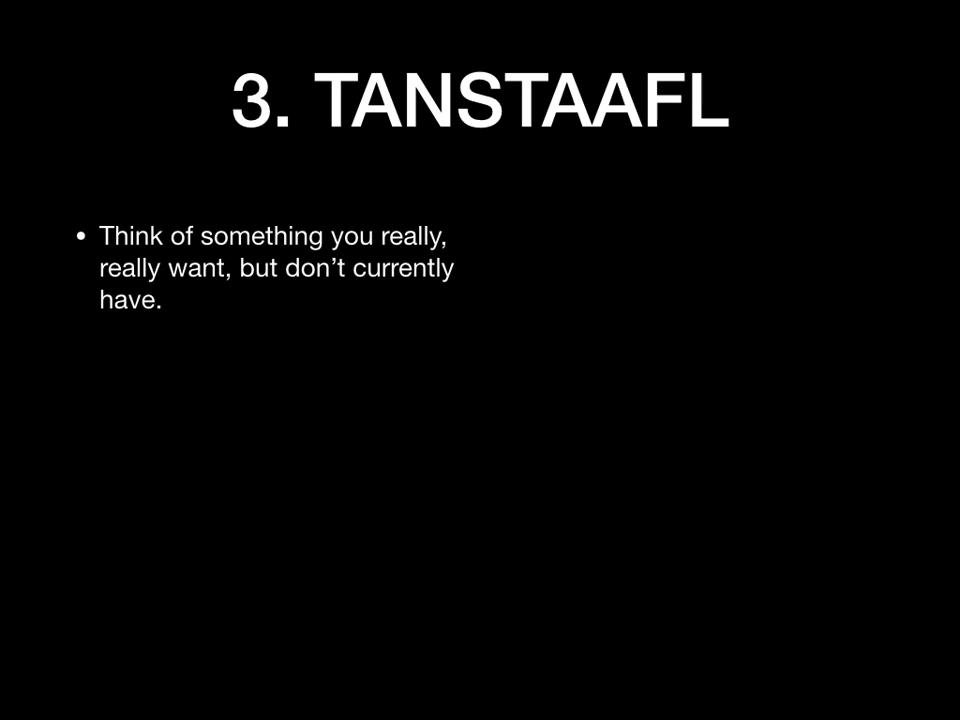 3. TANSTAAFL
• Think of something you really,
really want, but don’t currently
have.